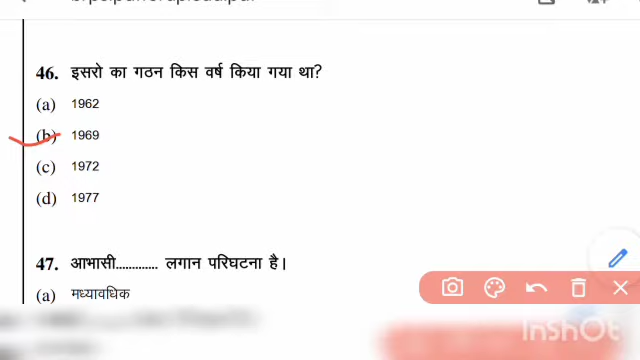 46. इसरो का गठन किस वर्ष किया गया था?
(a) 1962
(b) 1969
(c) 1972
(d) 1977
47. आभासी............. लगान परिघटना है।
(a) मध्यावधिक
InShOt